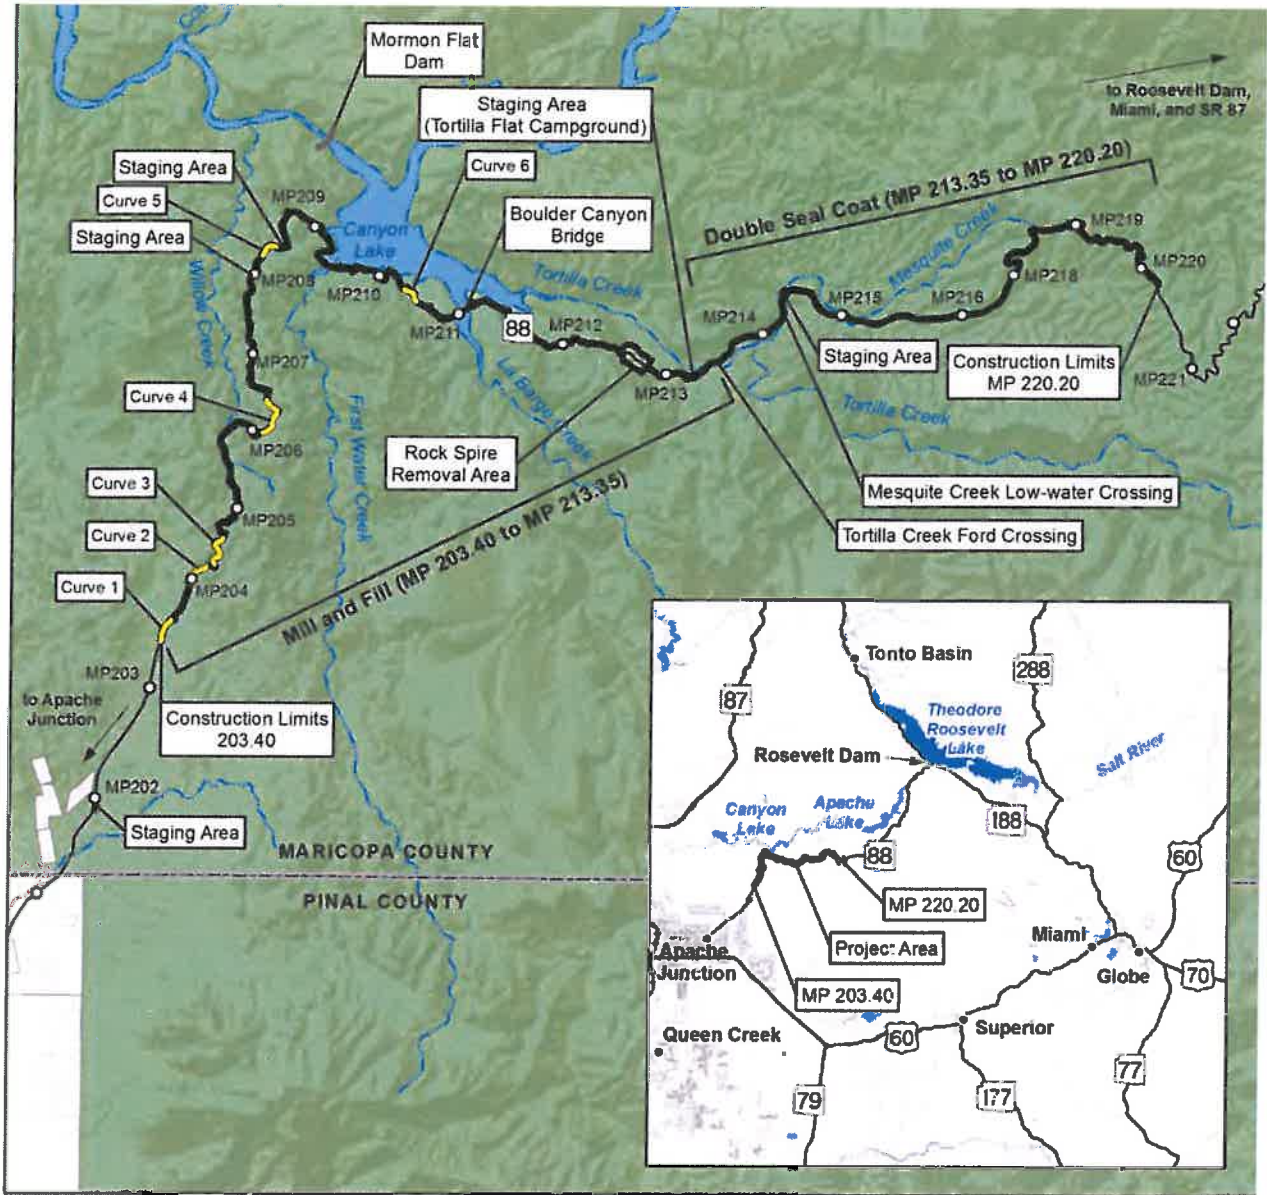 Mormon Flat
Dam
Staging Area
(Tortilla Flat Campground)
to Roosevelt Dam,
Miami, and SR 87
Staging Area
Curve 6
Curve 5
MP209
Double Seal Coat (MP 213.35 to MP 220.20)
Staging Area
Canyon
Lake
Boulder Canyon
Bridge
MP219
Mesquite Creek
Tortilla Creek
MP220
MP208
MP218
Willow Creek
MP210
MP215
MP216
MP211
88
MP212
MP214
Staging Area
Construction Limits
MP 220.20
MP221
MP207
La Barge Creek
MP213
Curve 4
First Water Creek
Tortilla Creek
MP206
Rock Spire
Removal Area
Curve 3
Mesquite Creek Low-water Crossing
MP205
Curve 2
Tortilla Creek Ford Crossing
Mill and Fill (MP 203.40 to MP 213.35)
Curve 1
MP204
MP203
to Apache
Junction
Construction Limits
203.40
MP202
Staging Area
MARICOPA COUNTY
PINAL COUNTY
Tonto Basin
288
87
Theodore
Roosevelt
Lake
Rosevelt Dam
Salt River
Canyon
Lake
Apachu
Lake
188
88
60
MP 220.20
Miami
Project Area
Apache
Junction
Globe
70
MP 203.40
Superior
Queen Creek
60
77
79
177